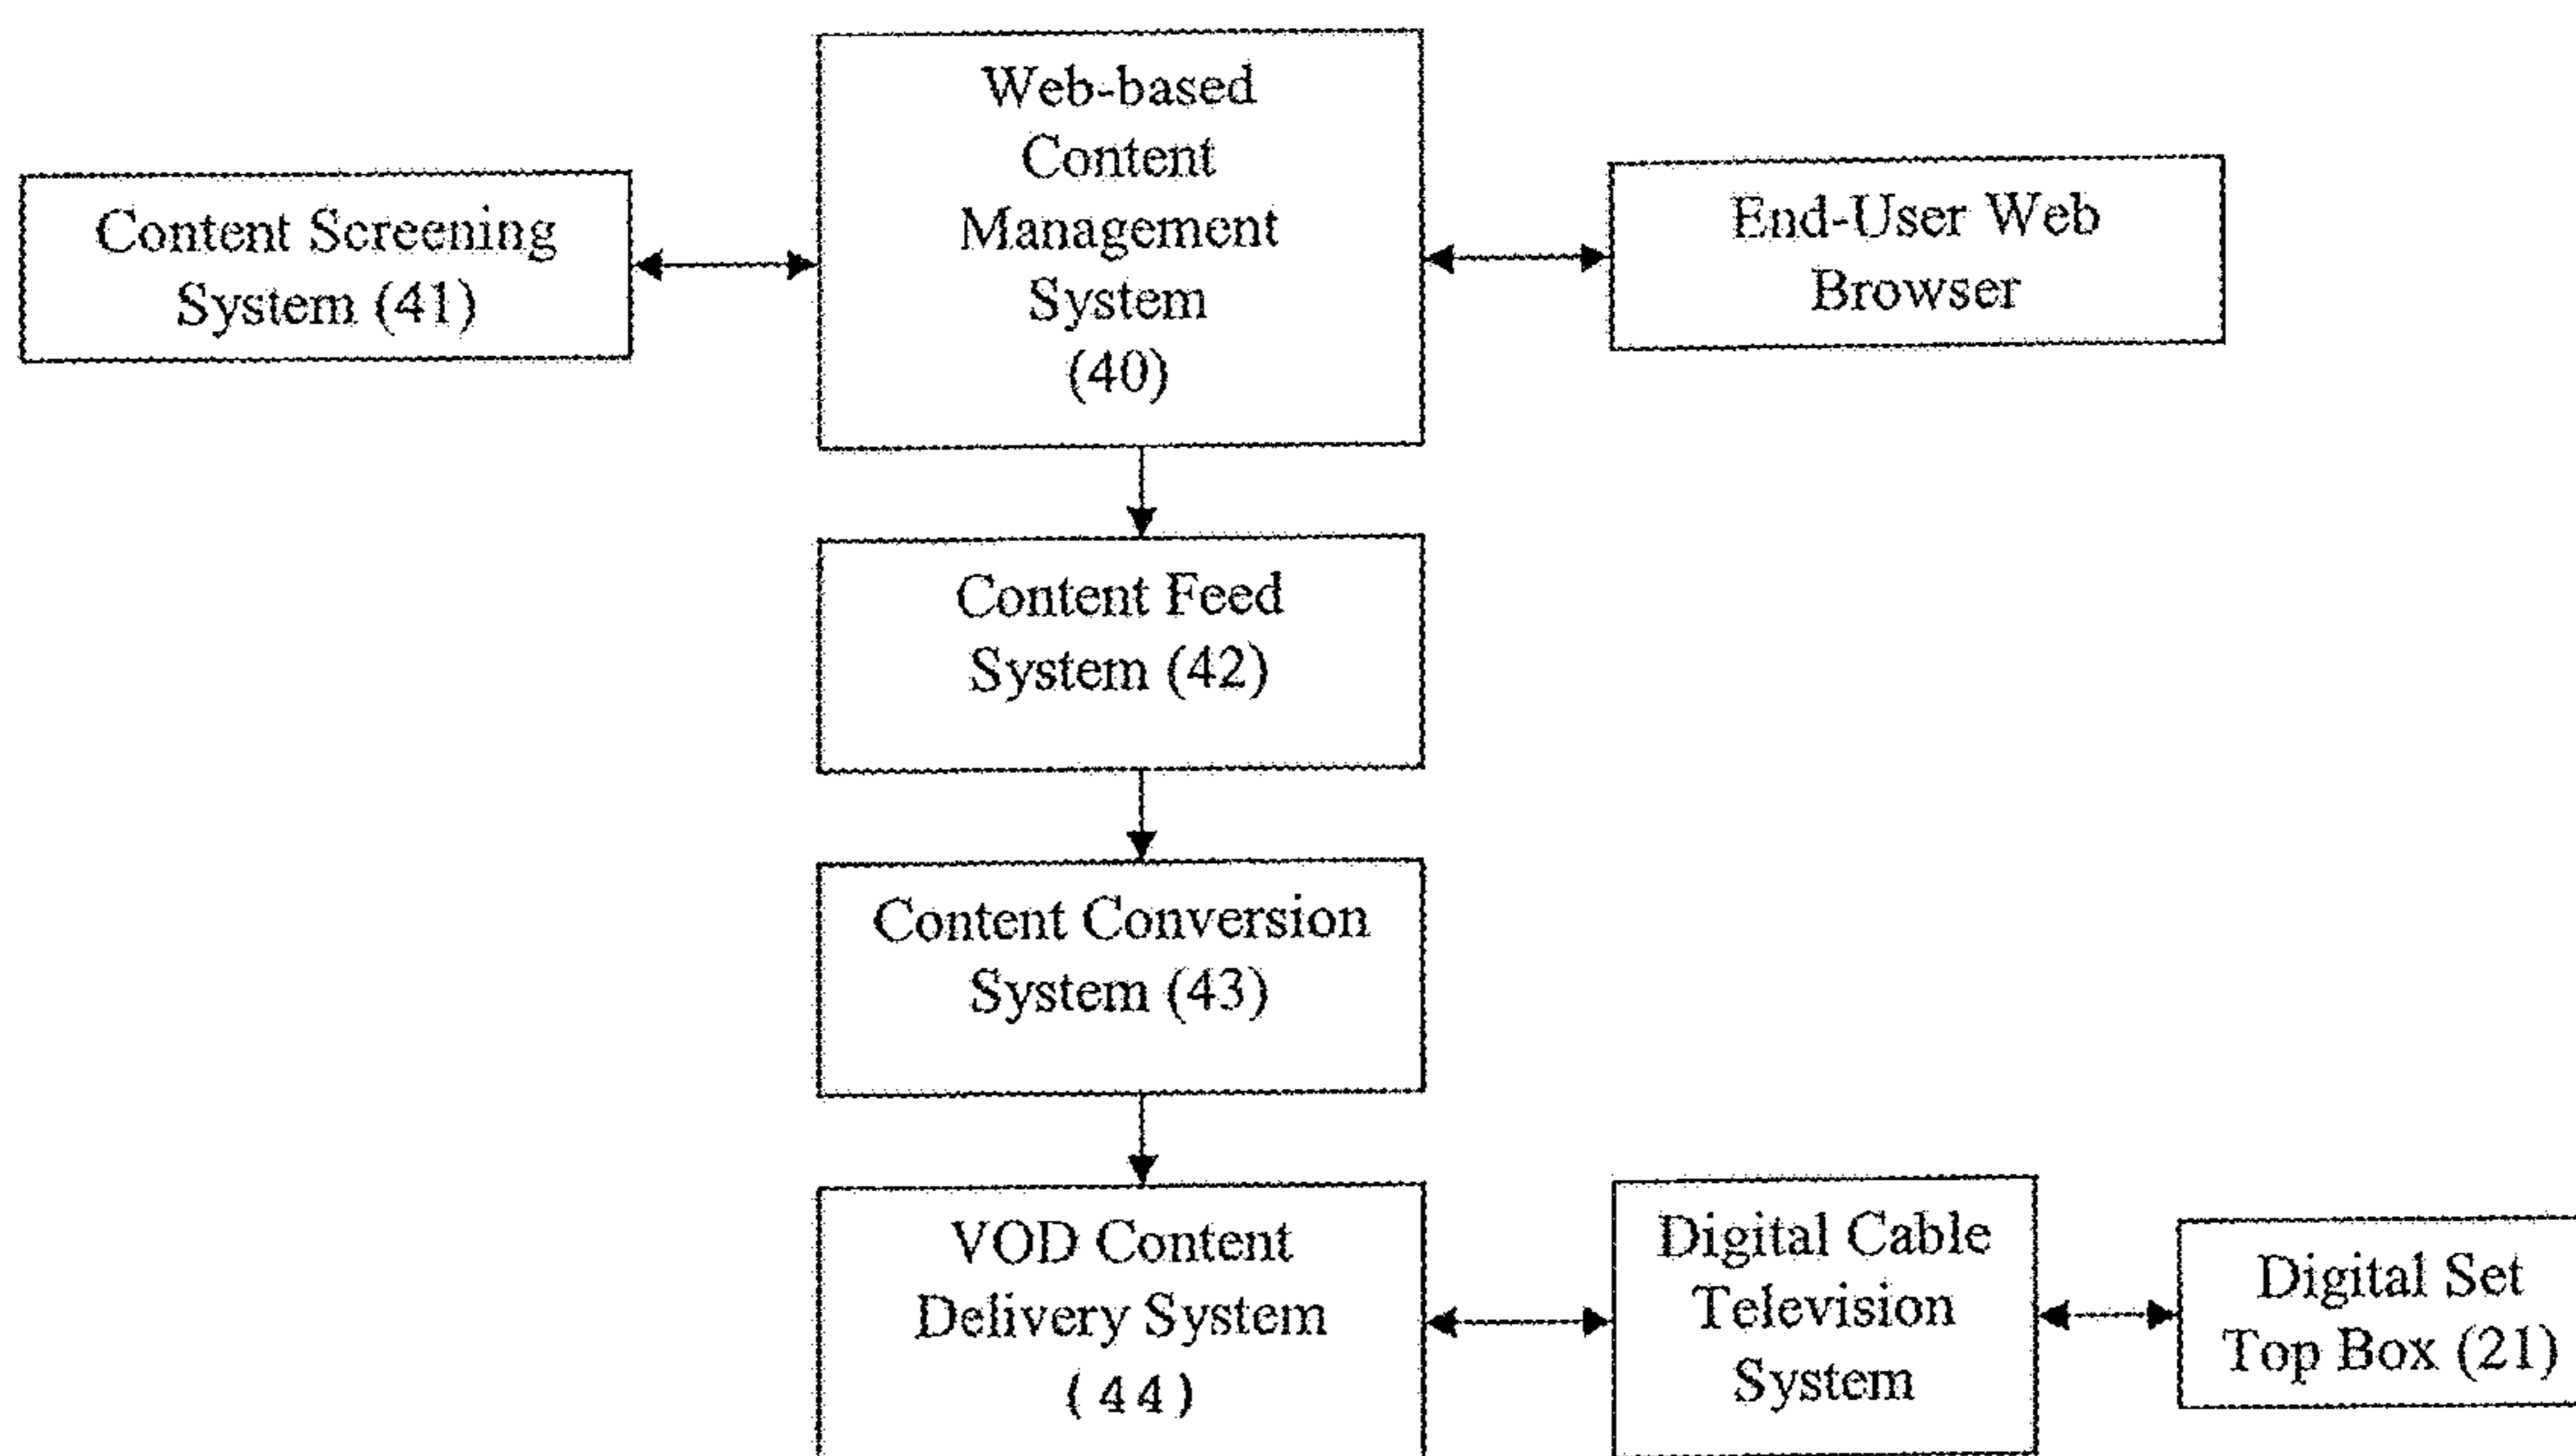 Web-based
Content
Management
System
(40)
Content Screening
System (41)
End-User Web
Browser
Content Feed
System (42)
Content Conversion
System (43)
VOD Content
Delivery System
(44)
Digital Cable
Television
System
Digital Set
Top Box (21)